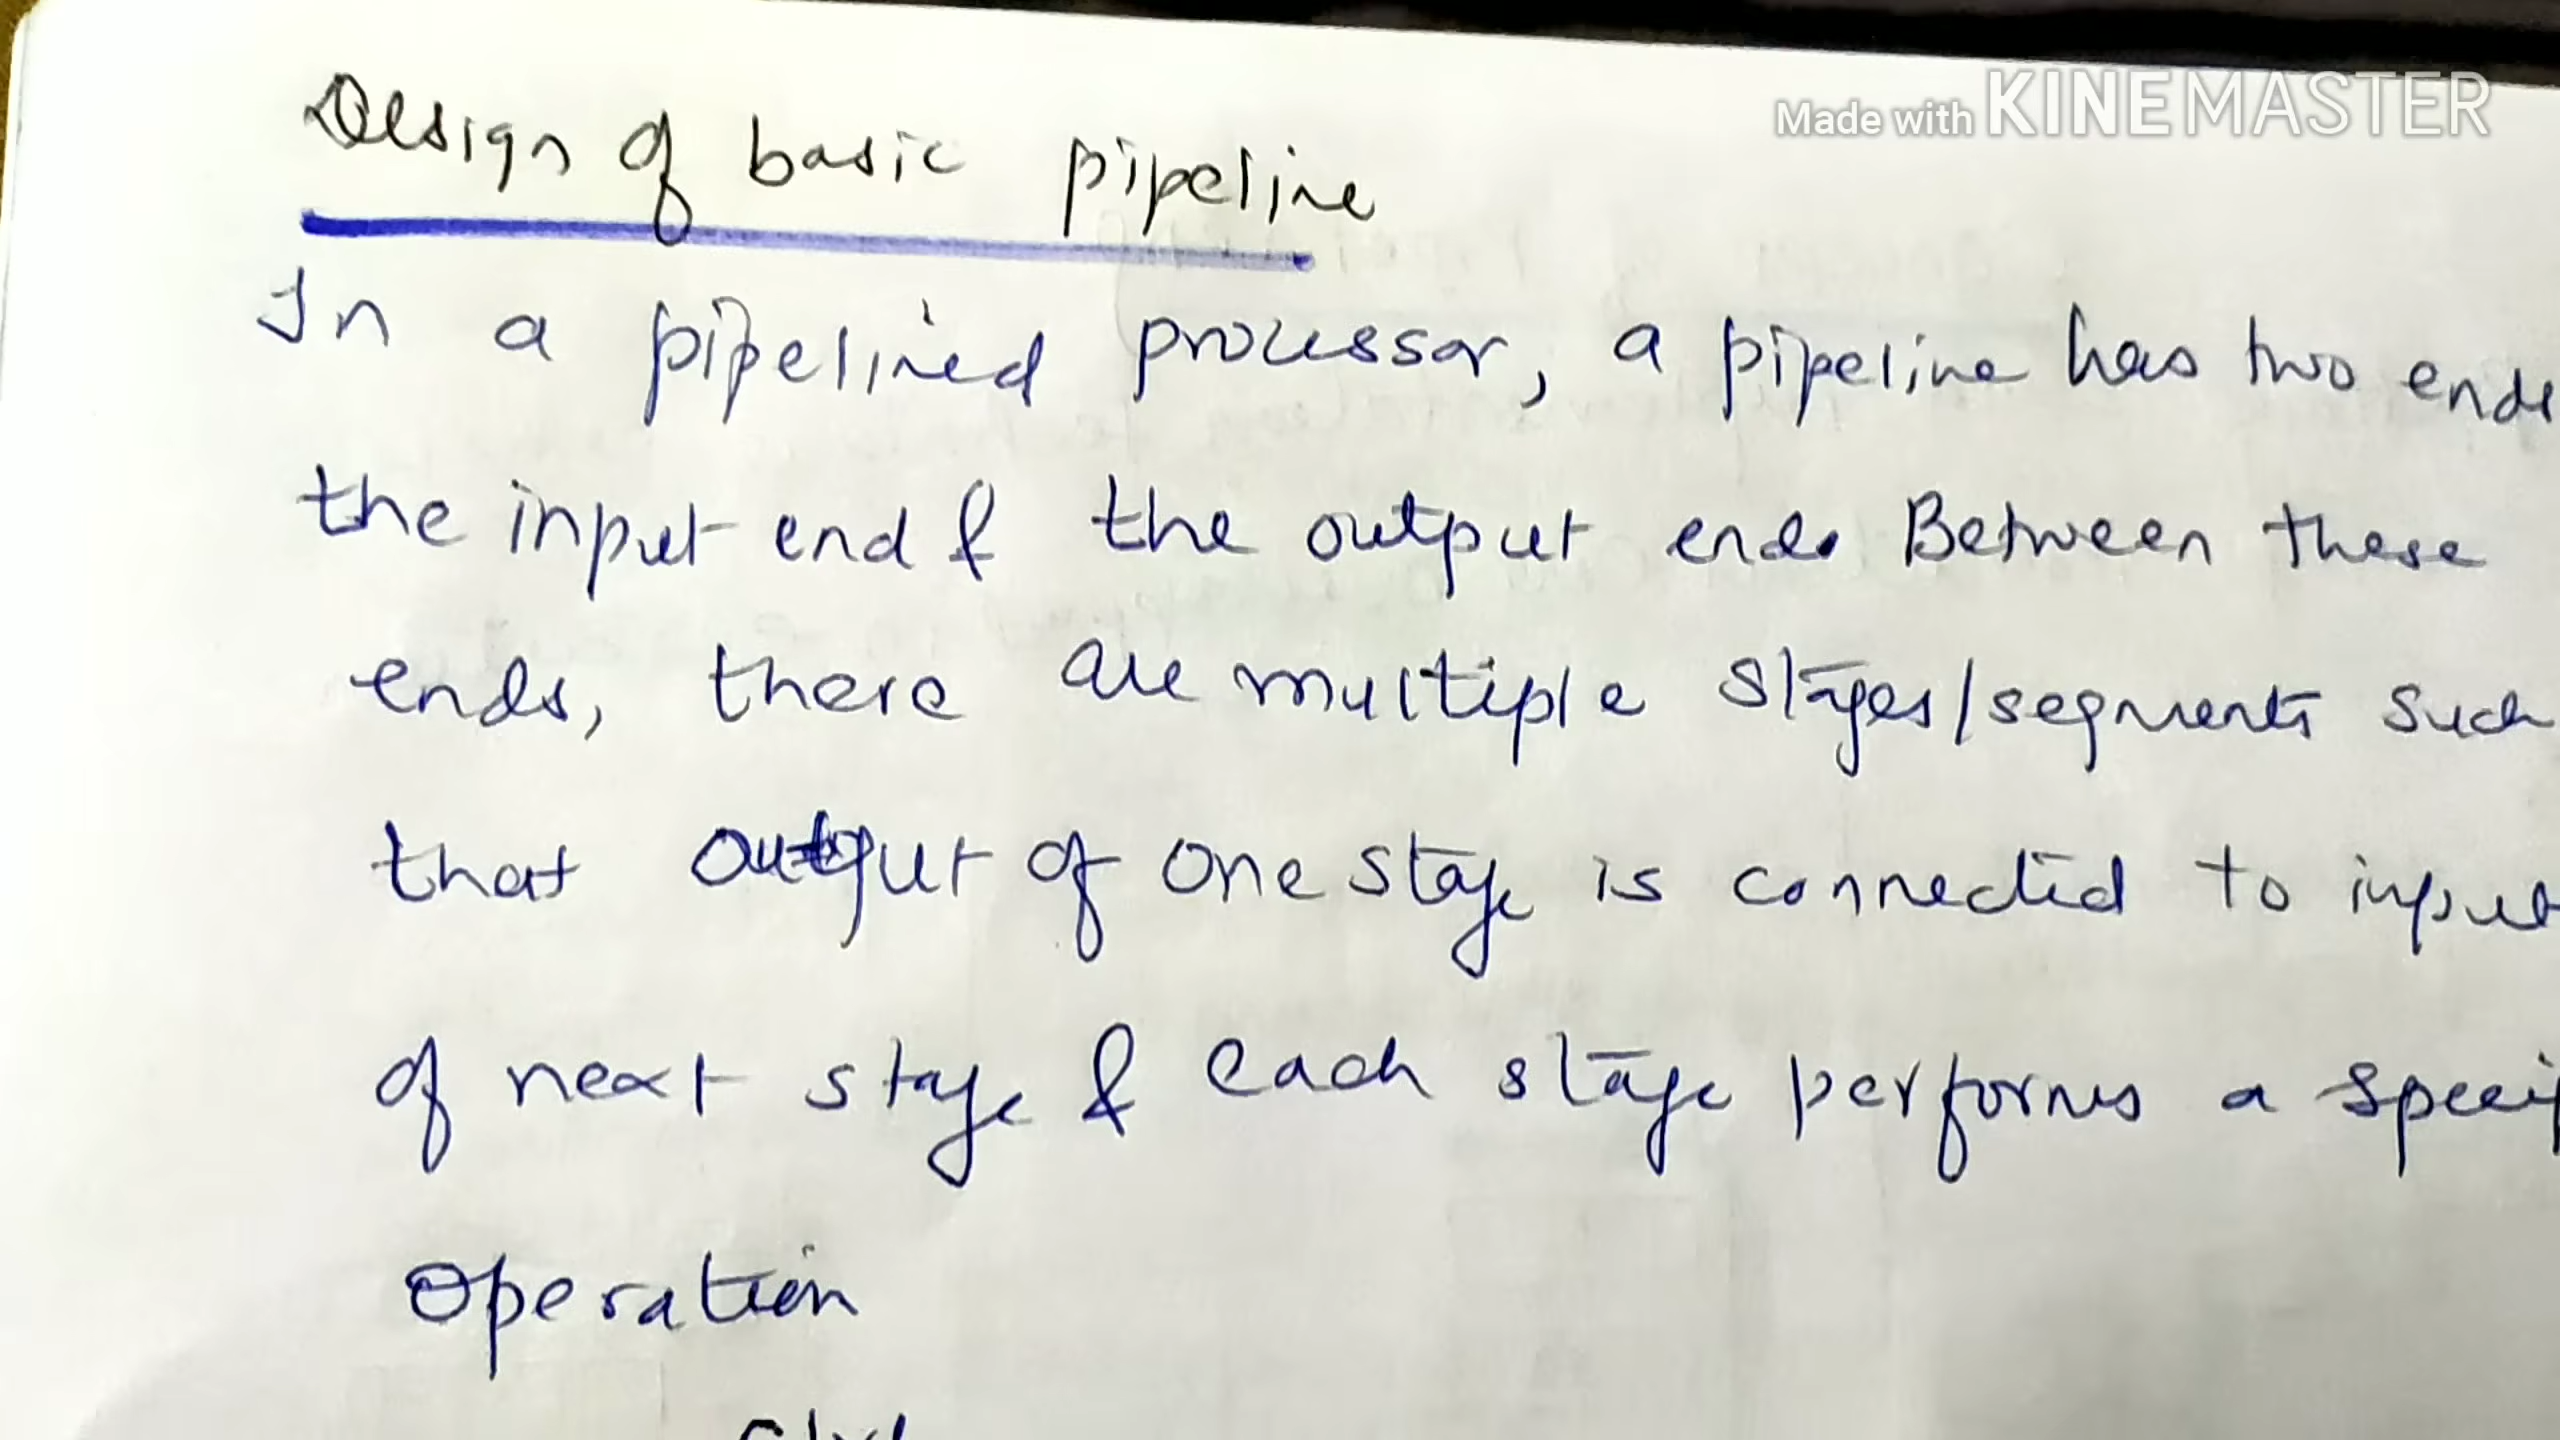 Made with KINEMASTER
Design of basic pipeline
In a pipelined processor, a pipeline has two ends
the input end & the output end. Between these
ends, there are multiple stages/segments such
that output of one stage is connected to input
of next stage & each stage performs a specif
operation